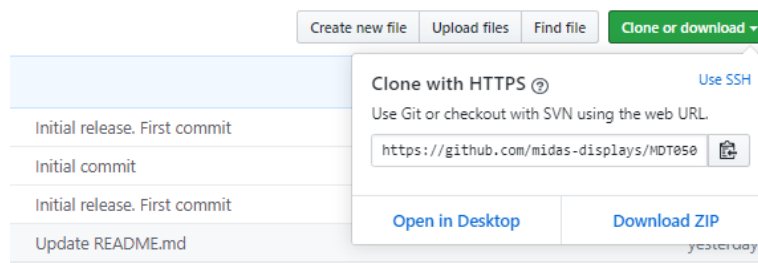 Create new file Upload files Find file Clone or download
Clone with HTTPS Use SSH
Use Git or checkout with SVN using the web URL.
https://github.com/midas-displays/MDT050
Initial release. First commit
Initial commit
Initial release. First commit
Open in Desktop Download ZIP
Update README.md yesterday